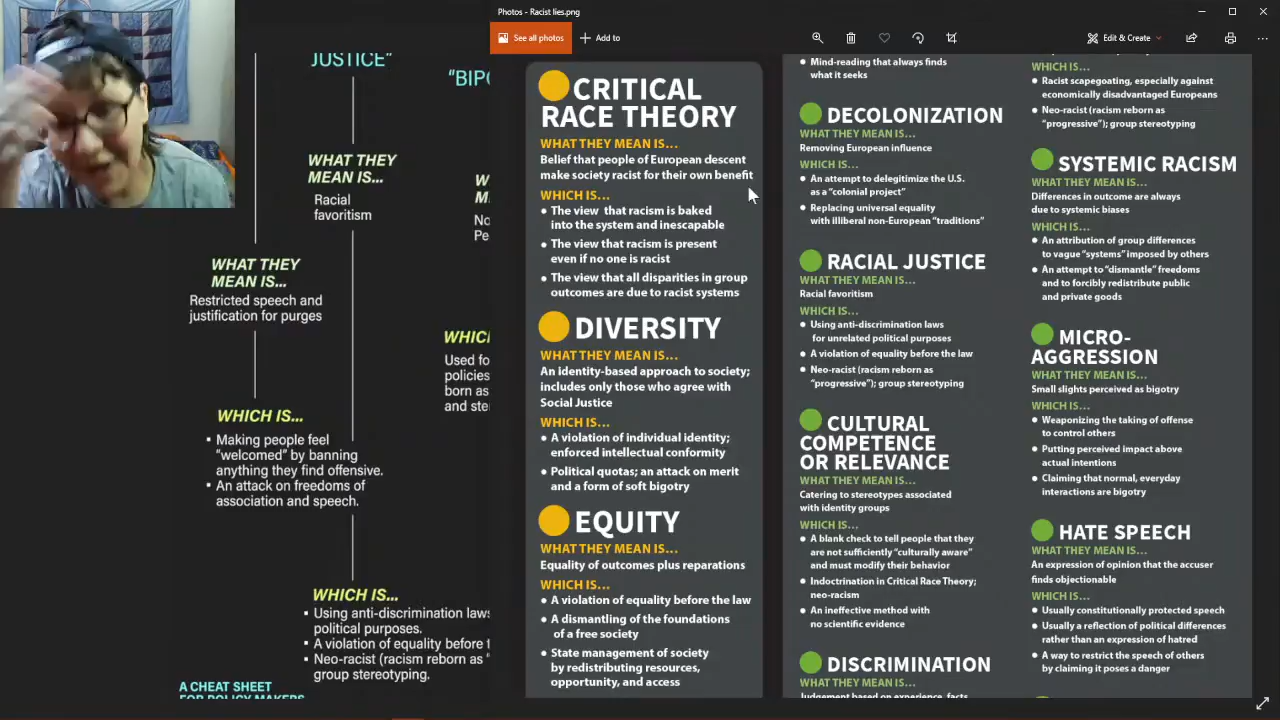 Photos - Racist lies.png
See all photos
Add to
Edit & Create
JUSTICE"
"BIPO
WHAT THEY
MEAN IS...
Racial
favoritism
WHAT THEY
MEAN IS...
Restricted speech and
justification for purges
WHICH IS...
▪ Making people feel
"welcomed" by banning
anything they find offensive.
▪ An attack on freedoms of
association and speech.
WHICH IS...
▪ Using anti-discrimination laws
political purposes.
▪ A violation of equality before t
▪ Neo-racist (racism reborn as "
group stereotyping.
A CHEAT SHEET
FOR POLICY MAKERS
W
M
No
Pe
WHICH
Used fo
policies
born as
and ste
CRITICAL
RACE THEORY
WHAT THEY MEAN IS...
Belief that people of European descent
make society racist for their own benefit
WHICH IS...
● The view that racism is baked
into the system and inescapable
● The view that racism is present
even if no one is racist
● The view that all disparities in group
outcomes are due to racist systems
DIVERSITY
WHAT THEY MEAN IS...
An identity-based approach to society;
includes only those who agree with
Social Justice
WHICH IS...
● A violation of individual identity;
enforced intellectual conformity
● Political quotas; an attack on merit
and a form of soft bigotry
EQUITY
WHAT THEY MEAN IS...
Equality of outcomes plus reparations
WHICH IS...
● A violation of equality before the law
● A dismantling of the foundations
of a free society
● State management of society
by redistributing resources,
opportunity, and access
● Mind-reading that always finds
what it seeks
DECOLONIZATION
WHAT THEY MEAN IS...
Removing European influence
WHICH IS...
● An attempt to delegitimize the U.S.
as a "colonial project"
● Replacing universal equality
with illiberal non-European "traditions"
RACIAL JUSTICE
WHAT THEY MEAN IS...
Racial favoritism
WHICH IS...
● Using anti-discrimination laws
for unrelated political purposes
● A violation of equality before the law
● Neo-racist (racism reborn as
"progressive"); group stereotyping
CULTURAL
COMPETENCE
OR RELEVANCE
WHAT THEY MEAN IS...
Catering to stereotypes associated
with identity groups
WHICH IS...
● A blank check to tell people that they
are not sufficiently "culturally aware"
and must modify their behavior
● Indoctrination in Critical Race Theory;
neo-racism
● An ineffective method with
no scientific evidence
DISCRIMINATION
WHAT THEY MEAN IS...
Judgement based on experience, facts
WHICH IS...
● Racist scapegoating, especially against
economically disadvantaged Europeans
● Neo-racist (racism reborn as
"progressive"); group stereotyping
SYSTEMIC RACISM
WHAT THEY MEAN IS...
Differences in outcome are always
due to systemic biases
WHICH IS...
● An attribution of group differences
to vague "systems" imposed by others
● An attempt to "dismantle" freedoms
and to forcibly redistribute public
and private goods
MICRO-
AGGRESSION
WHAT THEY MEAN IS...
Small slights perceived as bigotry
WHICH IS...
● Weaponizing the taking of offense
to control others
● Putting perceived impact above
actual intentions
● Claiming that normal, everyday
interactions are bigotry
HATE SPEECH
WHAT THEY MEAN IS...
An expression of opinion that the accuser
finds objectionable
WHICH IS...
● Usually constitutionally protected speech
● Usually a reflection of political differences
rather than an expression of hatred
● A way to restrict the speech of others
by claiming it poses a danger